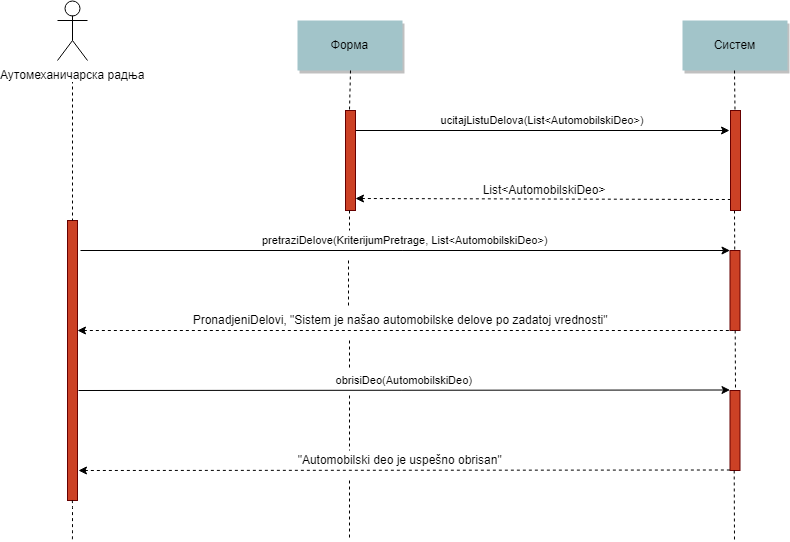 Форма
Систем
Аутомеханичарска радња
ucitajListuDelova(List<AutomobilskiDeo>)
List<AutomobilskiDeo>
pretraziDelove(KriterijumPretrage, List<AutomobilskiDeo>)
PronadjeniDelovi, "Sistem je našao automobilske delove po zadatoj vrednosti"
obrisiDeo(AutomobilskiDeo)
"Automobilski deo je uspešno obrisan"